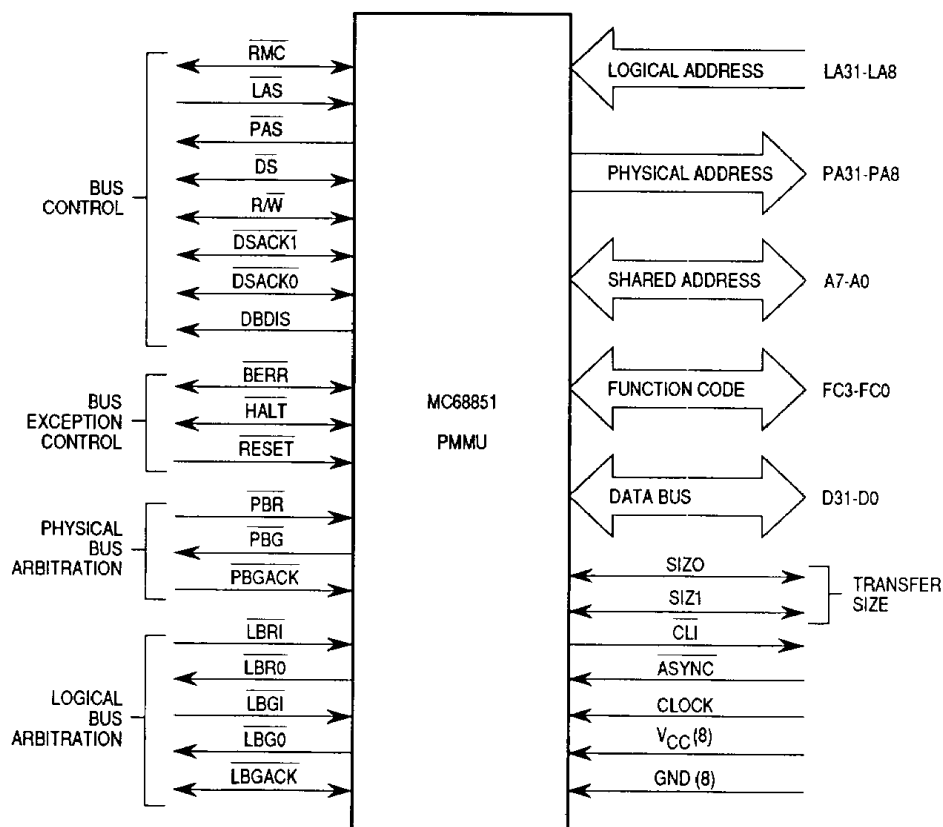 RMC
LAS
PAS
DS
R/W
DSACK1
DSACK0
DBDIS
BUS
CONTROL
BERR
HALT
RESET
BUS
EXCEPTION
CONTROL
PBR
PBG
PBGACK
PHYSICAL
BUS
ARBITRATION
LBRI
LBR0
LBGI
LBG0
LBGACK
LOGICAL
BUS
ARBITRATION
MC68851
PMMU
LOGICAL ADDRESS
LA31-LA8
PHYSICAL ADDRESS
PA31-PA8
SHARED ADDRESS
A7-A0
FUNCTION CODE
FC3-FC0
DATA BUS
D31-D0
SIZ0
SIZ1
TRANSFER
SIZE
CLI
ASYNC
CLOCK
VCC (8)
GND (8)